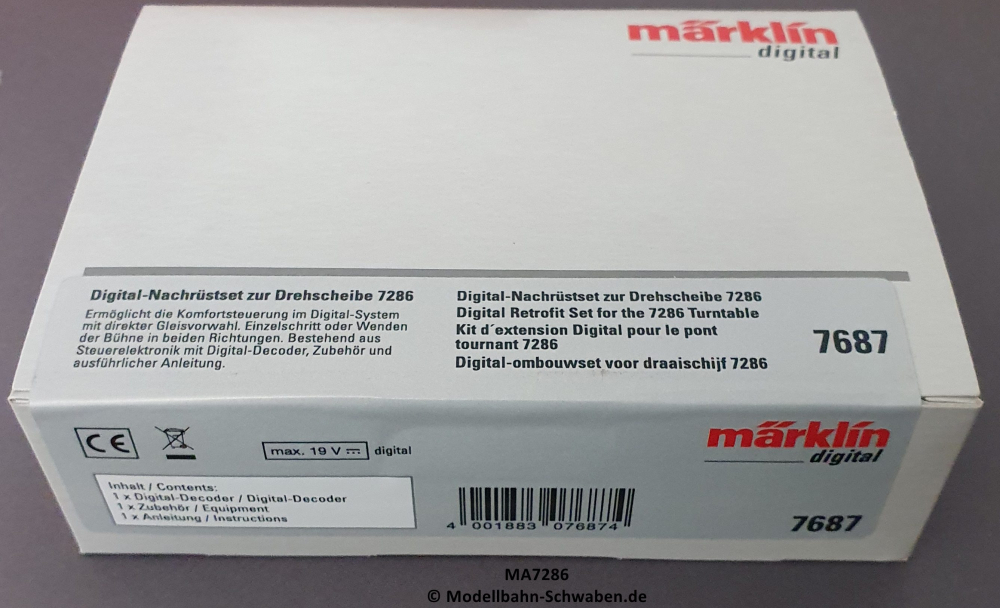 märklin
digital
Digital-Nachrüstset zur Drehscheibe 7286
Ermöglicht die Komfortsteuerung im Digital-System
mit direkter Gleisvorwahl. Einzelschritt oder Wenden
der Bühne in beiden Richtungen. Bestehend aus
Steuerelektronik mit Digital-Decoder, Zubehör und
ausführlicher Anleitung.
Digital-Nachrüstset zur Drehscheibe 7286
Digital Retrofit Set for the 7286 Turntable
Kit d´extension Digital pour le pont
tournant 7286
Digital-ombouwset voor draaischijf 7286
7687
CE
max. 19 V
digital
Inhalt / Contents:
1 x Digital-Decoder / Digital-Decoder
1 x Zubehör / Equipment
1 x Anleitung / Instructions
4 001883 076874
märklin
digital
7687
MA7286
© Modellbahn-Schwaben.de